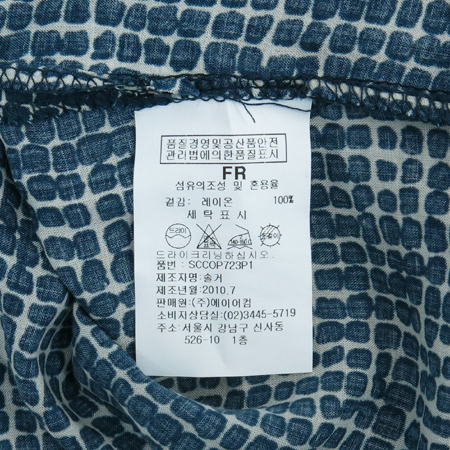 품질경영및공산품안전
관리법에의한품질표시
FR
섬유의조성 및 혼용율
겉감: 레이온 100%
세탁표시
드라이
드라이크리닝하십시오.
품번: SCCOP723P1
제조자명:솔거
제조년월:2010,7
판매원:(주)에이어컴
소비자상담실:(02)3445-5719
주소: 서울시 강남구 신사동
526-10 1층